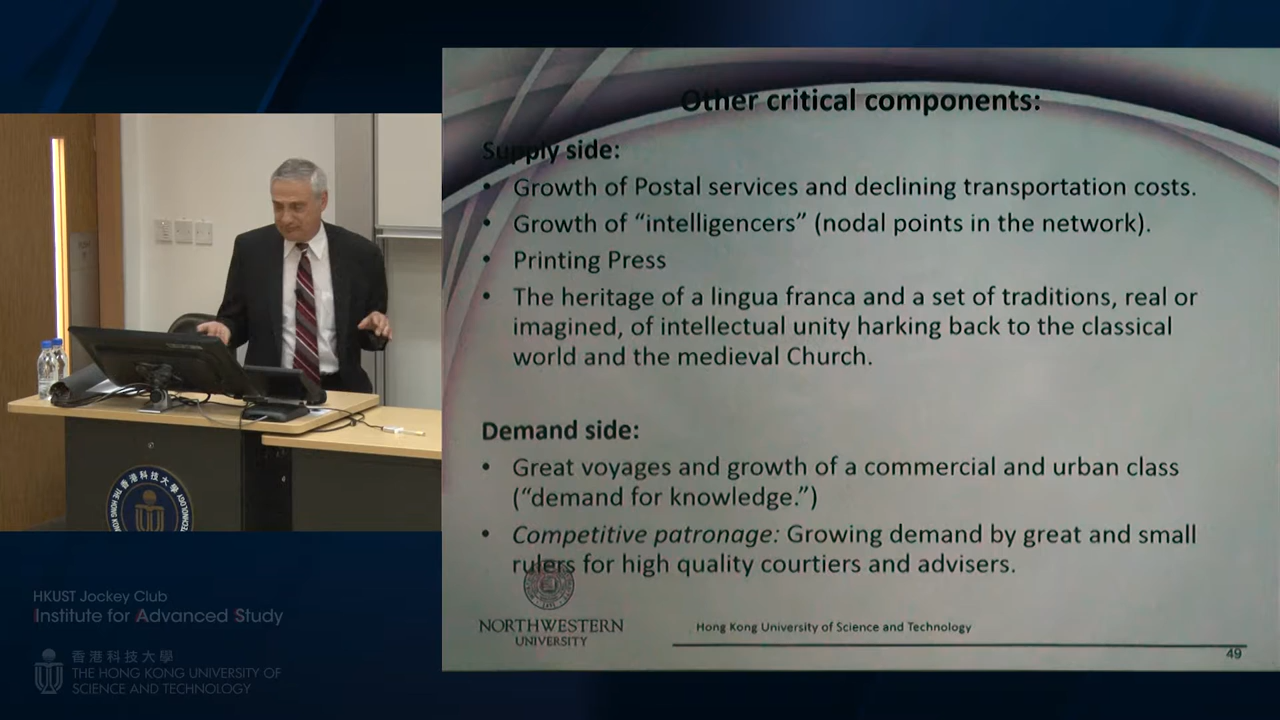 Other critical components:
Supply side:
• Growth of Postal services and declining transportation costs.
• Growth of “intelligencers” (nodal points in the network).
• Printing Press
• The heritage of a lingua franca and a set of traditions, real or
imagined, of intellectual unity harking back to the classical
world and the medieval Church.
Demand side:
• Great voyages and growth of a commercial and urban class
(“demand for knowledge.”)
• Competitive patronage: Growing demand by great and small
rulers for high quality courtiers and advisers.
NORTHWESTERN
UNIVERSITY
Hong Kong University of Science and Technology
49
HKUST Jockey Club
Institute for Advanced Study
香港科技大學
THE HONG KONG UNIVERSITY OF
SCIENCE AND TECHNOLOGY